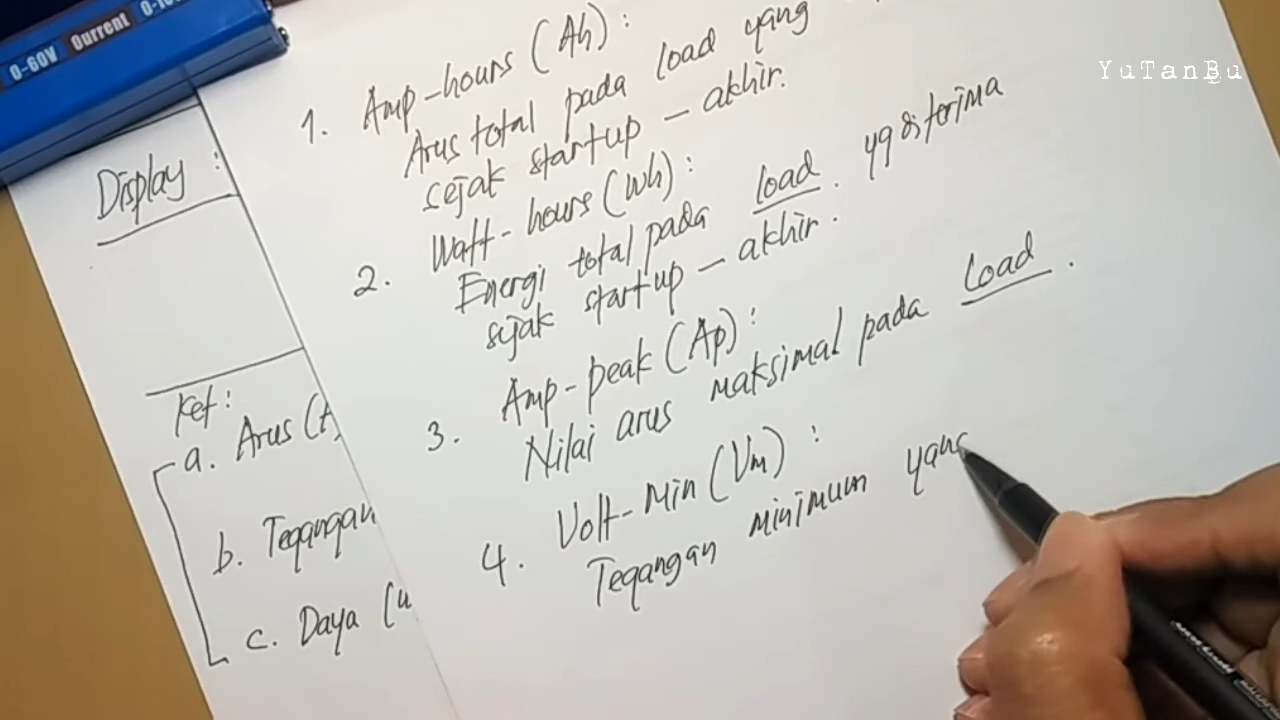 0-60V Current 0-10
YuTanBu
Display :
Ket :
a. Arus (A
b. Tegangan
c. Daya (w
1. Amp-hours (Ah) :
Arus total pada load yang
sejak startup - akhir.
2. Watt-hours (Wh) :
Energi total pada load. yg diterima
sejak startup - akhir.
3. Amp-peak (Ap) :
Nilai arus maksimal pada load.
4. Volt-Min (Vm) :
Tegangan minimum yang